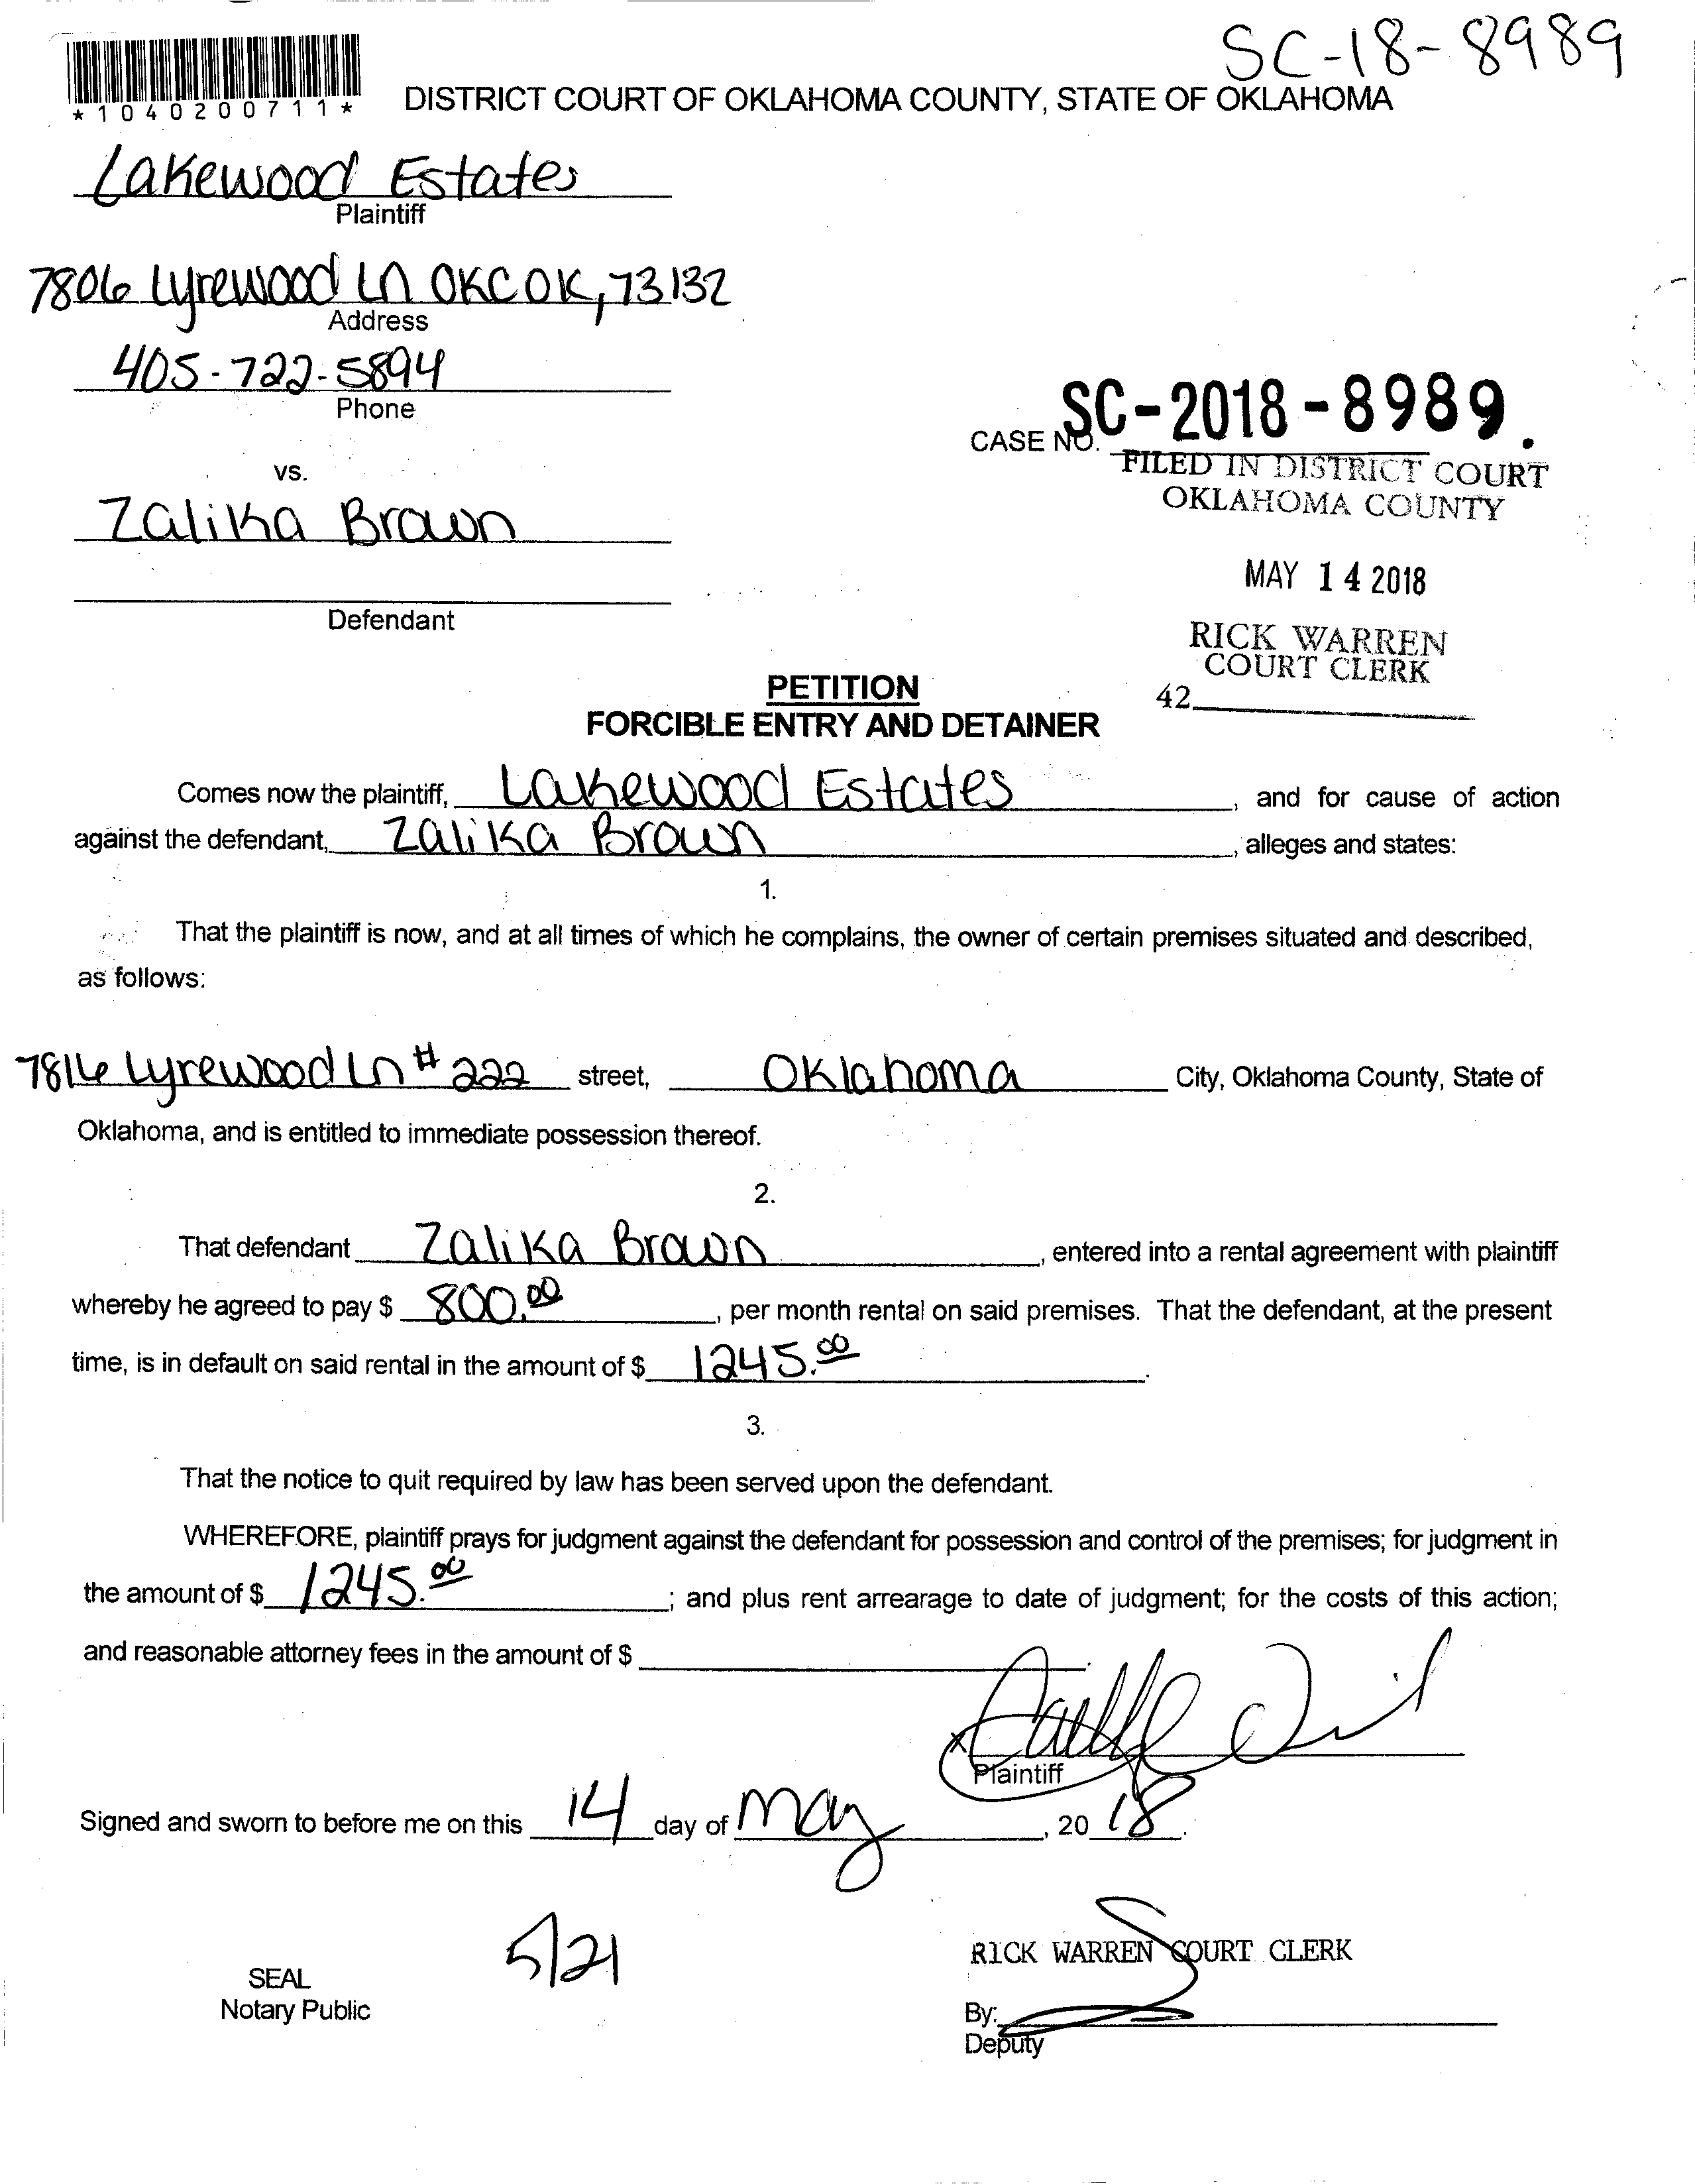 SC-18-8989
*1040200711*
DISTRICT COURT OF OKLAHOMA COUNTY, STATE OF OKLAHOMA
Lakewood Estates
Plaintiff
7806 Lyrewood Ln OKC OK, 73132
Address
405-722-5894
Phone
CASE NO. SC-2018-8989.
FILED IN DISTRICT COURT
OKLAHOMA COUNTY
vs.
Zalika Brown
MAY 14 2018
Defendant
RICK WARREN
COURT CLERK
42
PETITION
FORCIBLE ENTRY AND DETAINER
Comes now the plaintiff, Lakewood Estates, and for cause of action
against the defendant, Zalika Brown, alleges and states:
1.
That the plaintiff is now, and at all times of which he complains, the owner of certain premises situated and described,
as follows:
7816 Lyrewood Ln # 222 street, Oklahoma City, Oklahoma County, State of
Oklahoma, and is entitled to immediate possession thereof.
2.
That defendant Zalika Brown, entered into a rental agreement with plaintiff
whereby he agreed to pay $ 800.00, per month rental on said premises. That the defendant, at the present
time, is in default on said rental in the amount of $ 1245.00.
3.
That the notice to quit required by law has been served upon the defendant.
WHEREFORE, plaintiff prays for judgment against the defendant for possession and control of the premises; for judgment in
the amount of $ 1245.00; and plus rent arrearage to date of judgment; for the costs of this action;
and reasonable attorney fees in the amount of $
x
Plaintiff
Signed and sworn to before me on this 14 day of May, 2018.
5/21
RICK WARREN COURT CLERK
SEAL
Notary Public
By:
Deputy